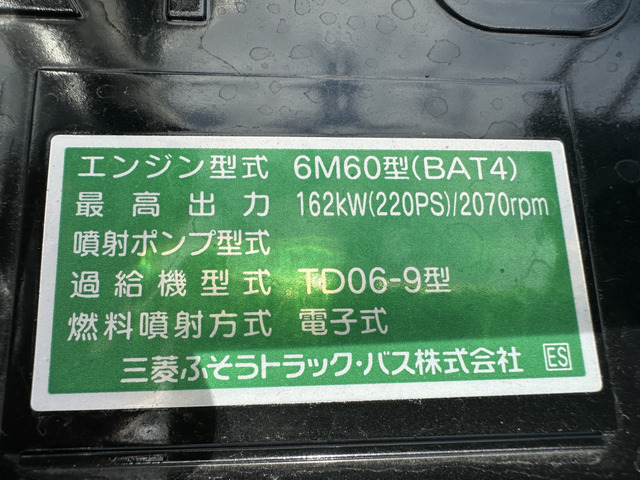 エンジン型式 6M60型(BAT4)
最高出力 162kW(220PS)/2070rpm
噴射ポンプ型式
過給機型式 TD06-9型
燃料噴射方式 電子式
三菱ふそうトラック・バス株式会社 ES